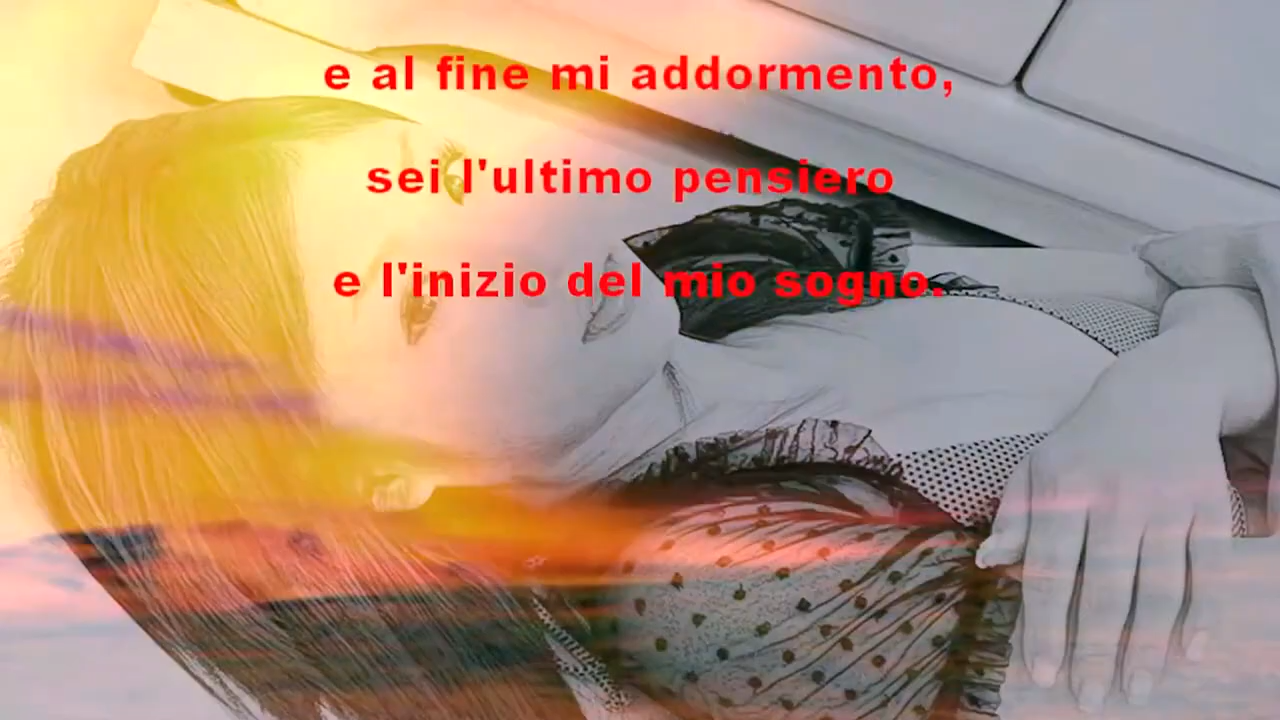 e al fine mi addormento,
sei l'ultimo pensiero
e l'inizio del mio sogno.